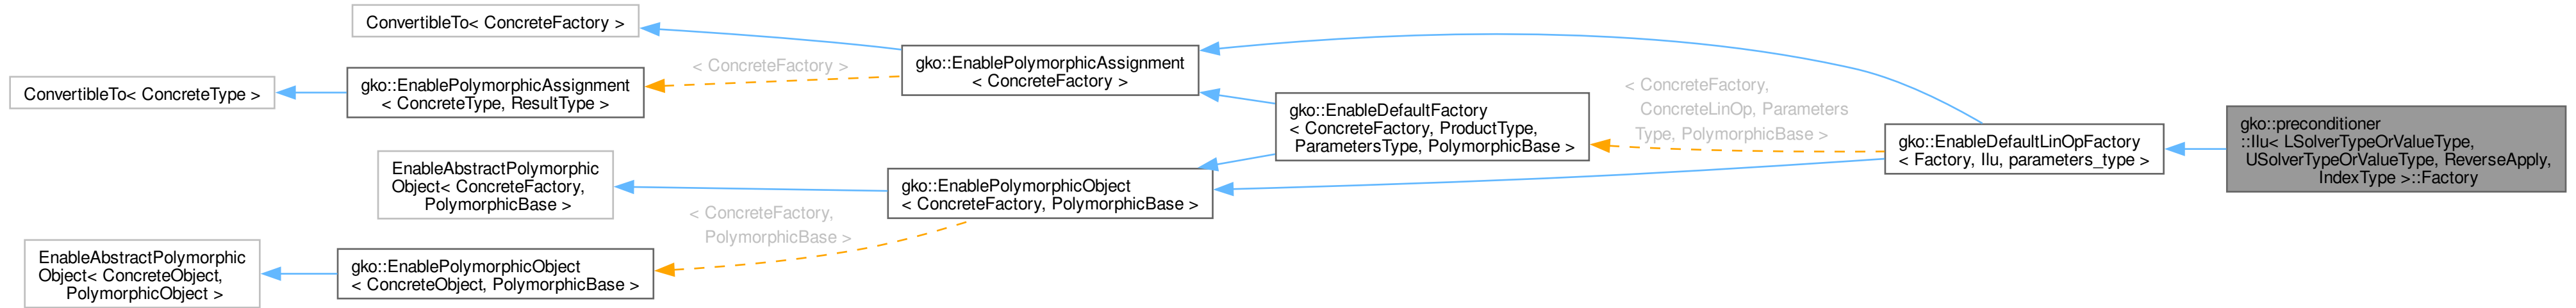 ConvertibleTo< ConcreteFactory >
ConvertibleTo< ConcreteType >
gko::EnablePolymorphicAssignment
< ConcreteType, ResultType >
< ConcreteFactory >
gko::EnablePolymorphicAssignment
< ConcreteFactory >
EnableAbstractPolymorphic
Object< ConcreteFactory,
PolymorphicBase >
EnableAbstractPolymorphic
Object< ConcreteObject,
PolymorphicObject >
gko::EnablePolymorphicObject
< ConcreteObject, PolymorphicBase >
< ConcreteFactory,
PolymorphicBase >
gko::EnablePolymorphicObject
< ConcreteFactory, PolymorphicBase >
gko::EnableDefaultFactory
< ConcreteFactory, ProductType,
ParametersType, PolymorphicBase >
< ConcreteFactory,
ConcreteLinOp, Parameters
Type, PolymorphicBase >
gko::EnableDefaultLinOpFactory
< Factory, Ilu, parameters_type >
gko::preconditioner
::Ilu< LSolverTypeOrValueType,
USolverTypeOrValueType, ReverseApply,
IndexType >::Factory